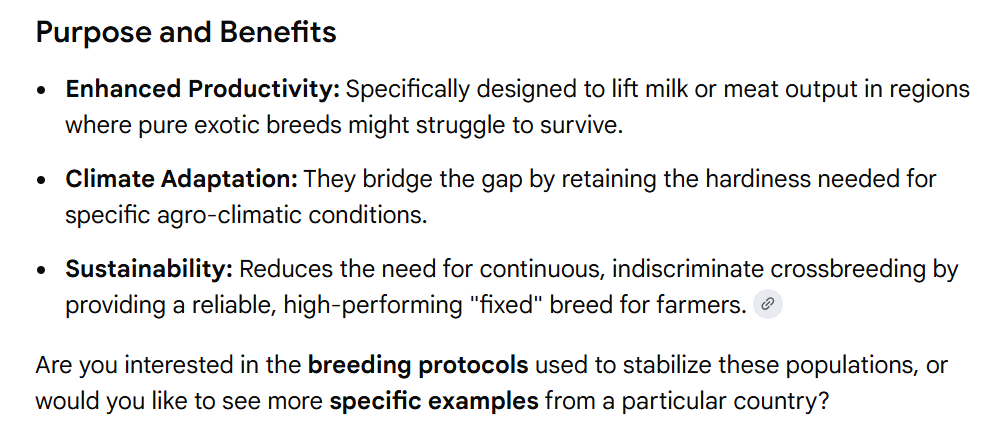 Purpose and Benefits
• Enhanced Productivity: Specifically designed to lift milk or meat output in regions
where pure exotic breeds might struggle to survive.
• Climate Adaptation: They bridge the gap by retaining the hardiness needed for
specific agro-climatic conditions.
• Sustainability: Reduces the need for continuous, indiscriminate crossbreeding by
providing a reliable, high-performing "fixed" breed for farmers.
Are you interested in the breeding protocols used to stabilize these populations, or
would you like to see more specific examples from a particular country?